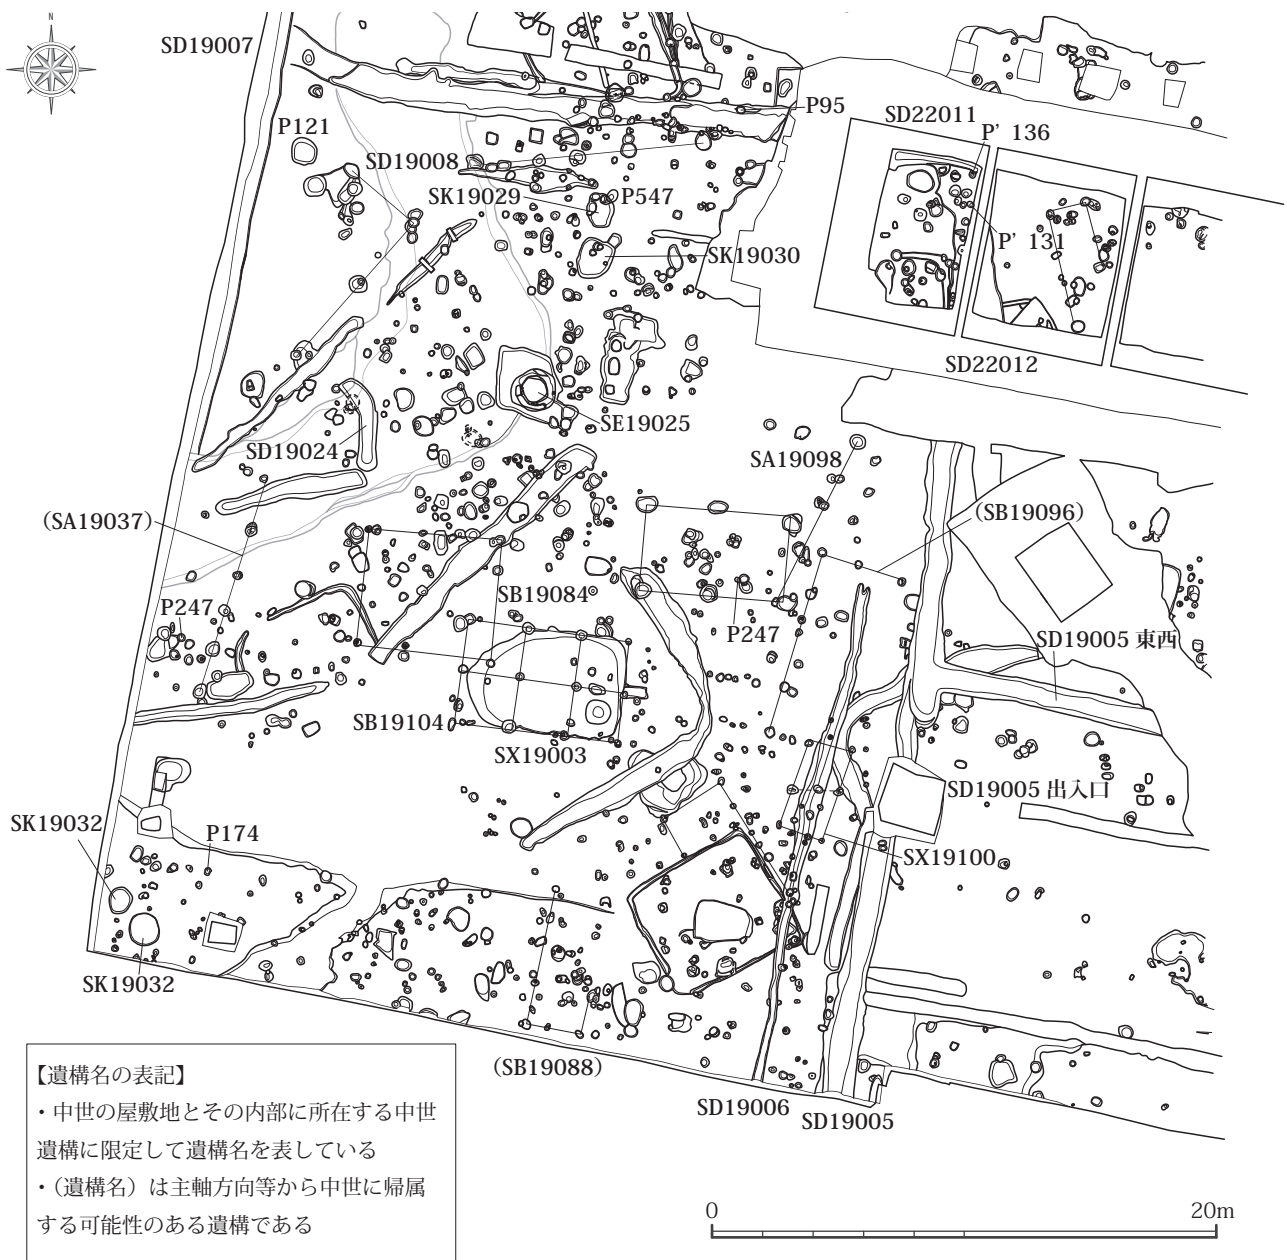 N
SD19007
P95
SD22011
P' 136
P121
SD19008
SK19029
P547
P' 131
SK19030
SD22012
SE19025
SD19024
SA19098
(SA19037)
(SB19096)
SB19084
P247
P247
SD19005 東西
SB19104
SX19003
SD19005 出入口
SK19032
P174
SX19100
SK19032
(SB19088)
SD19006
SD19005
【遺構名の表記】
・中世の屋敷地とその内部に所在する中世
遺構に限定して遺構名を表している
・（遺構名）は主軸方向等から中世に帰属
する可能性のある遺構である
0 20m